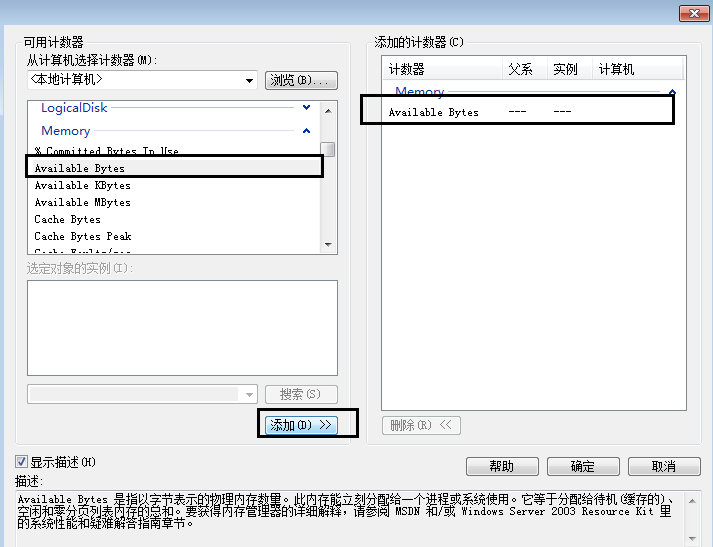 可用计数器
从计算机选择计数器(M):
<本地计算机>
浏览(B)...
LogicalDisk
Memory
% Committed Bytes In Use
Available Bytes
Available KBytes
Available MBytes
Cache Bytes
Cache Bytes Peak
Cache Faults/sec
选定对象的实例(I):
搜索(S)
添加(D) >>
添加的计数器(C)
计数器 父系 实例 计算机
Memory
Available Bytes --- ---
删除(R) <<
显示描述(H)
帮助 确定 取消
描述:
Available Bytes 是指以字节表示的物理内存数量。此内存能立刻分配给一个进程或系统使用。它等于分配给待机(缓存的)、
空闲和零分页列表内存的总和。要获得内存管理器的详细解释，请参阅 MSDN 和/或 Windows Server 2003 Resource Kit 里
的系统性能和疑难解答指南章节。